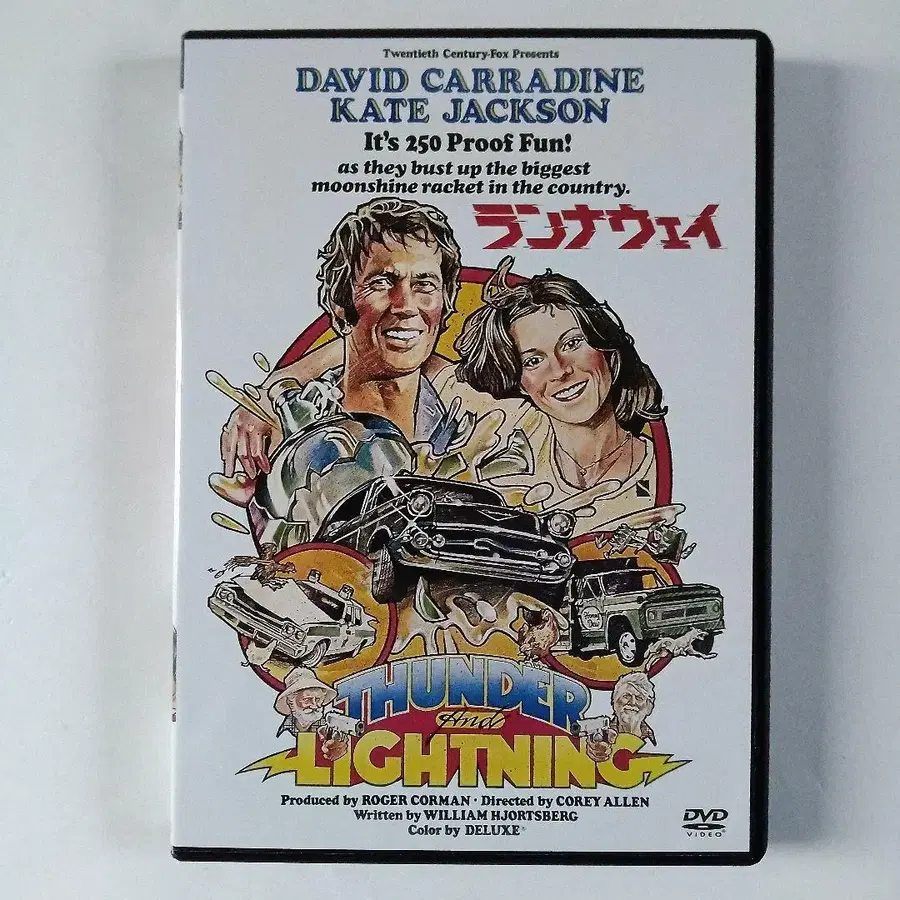 Twentieth Century-Fox Presents
DAVID CARRADINE
KATE JACKSON
It's 250 Proof Fun!
as they bust up the biggest
moonshine racket in the country.
ランナウェイ
THUNDER
And
LIGHTNING
Produced by ROGER CORMAN · Directed by COREY ALLEN
Written by WILLIAM HJORTSBERG
Color by DELUXE®
DVD
VIDEO